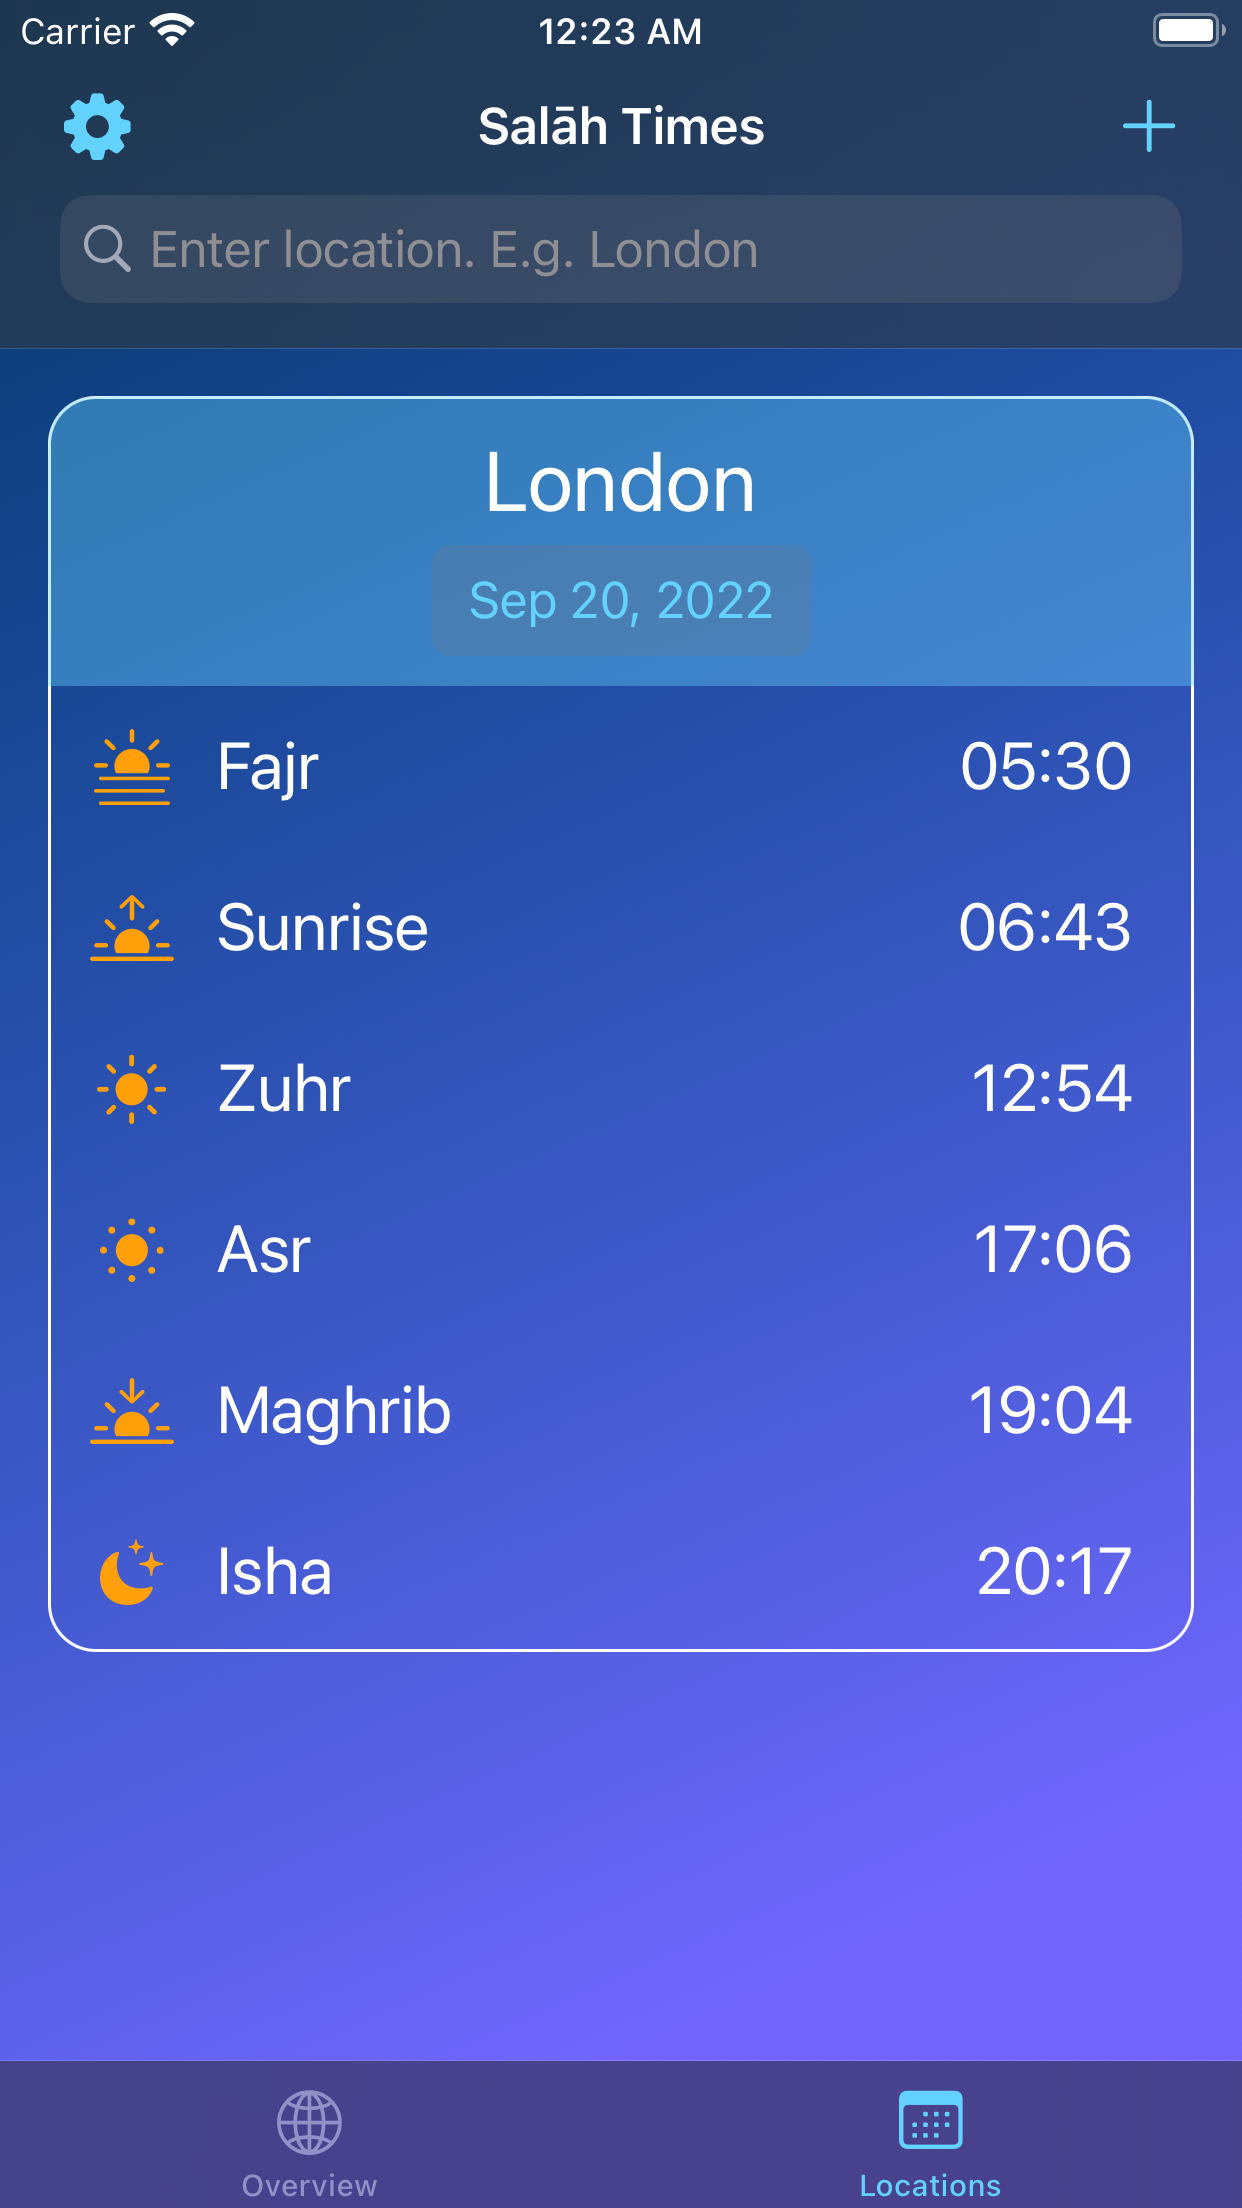 Carrier 12:23 AM
Salāh Times
Enter location. E.g. London
London
Sep 20, 2022
Fajr 05:30
Sunrise 06:43
Zuhr 12:54
Asr 17:06
Maghrib 19:04
Isha 20:17
Overview Locations